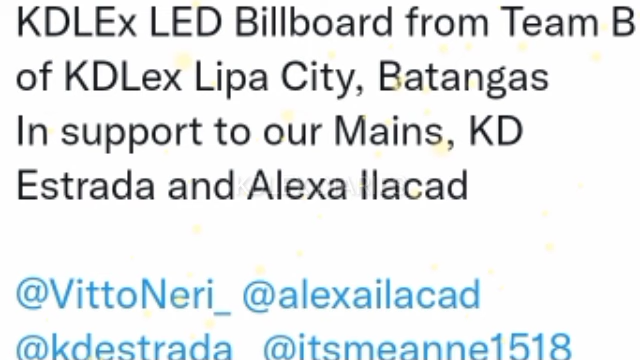 KDLEx LED Billboard from Team B
of KDLex Lipa City, Batangas
In support to our Mains, KD
Estrada and Alexa Ilacad
@VittoNeri_ @alexailacad
@kdestrada_ @itsmeanne1518